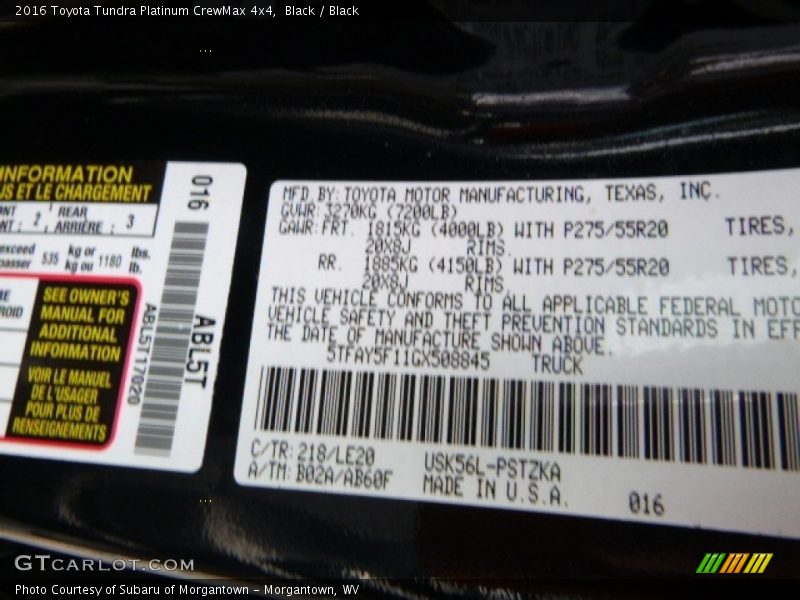 2016 Toyota Tundra Platinum CrewMax 4x4,  Black / Black
INFORMATION
US ET LE CHARGEMENT
2
REAR
ARRIÈRE :
3
exceed
535
kg or
kg ou
1180
lbs.
lb.
SEE OWNER'S
MANUAL FOR
ADDITIONAL
INFORMATION
VOIR LE MANUEL
DE L'USAGER
POUR PLUS DE
RENSEIGNEMENTS
016
ABL5T17020
ABL5T
MFD. BY: TOYOTA MOTOR MANUFACTURING, TEXAS, INC.
GVWR: 3270KG (7200LB)
GAWR: FRT. 1815KG (4000LB) WITH P275/55R20 TIRES,
20X8J RIMS.
RR. 1885KG (4150LB) WITH P275/55R20 TIRES,
20X8J RIMS.
THIS VEHICLE CONFORMS TO ALL APPLICABLE FEDERAL MOTO
VEHICLE SAFETY AND THEFT PREVENTION STANDARDS IN EFF
THE DATE OF MANUFACTURE SHOWN ABOVE.
5TFAY5F11GX508845 TRUCK
C/TR: 218/LE20 USK56L-PSTZKA
A/TM: B02A/AB60F MADE IN U.S.A. 016
GTCARLOT.COM
Photo Courtesy of Subaru of Morgantown - Morgantown, WV